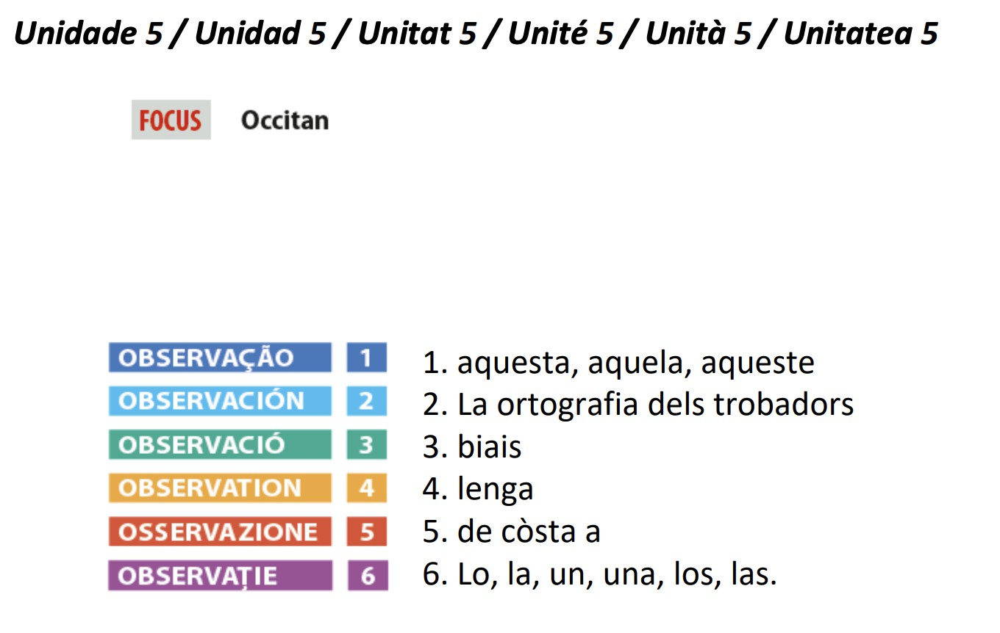 Unidade 5 / Unidad 5 / Unitat 5 / Unité 5 / Unità 5 / Unitatea 5
FOCUS Occitan
OBSERVAÇÃO 1 1. aquesta, aquela, aqueste
OBSERVACIÓN 2 2. La ortografia dels trobadors
OBSERVACIÓ 3 3. biais
OBSERVATION 4 4. lenga
OSSERVAZIONE 5 5. de còsta a
OBSERVAȚIE 6 6. Lo, la, un, una, los, las.